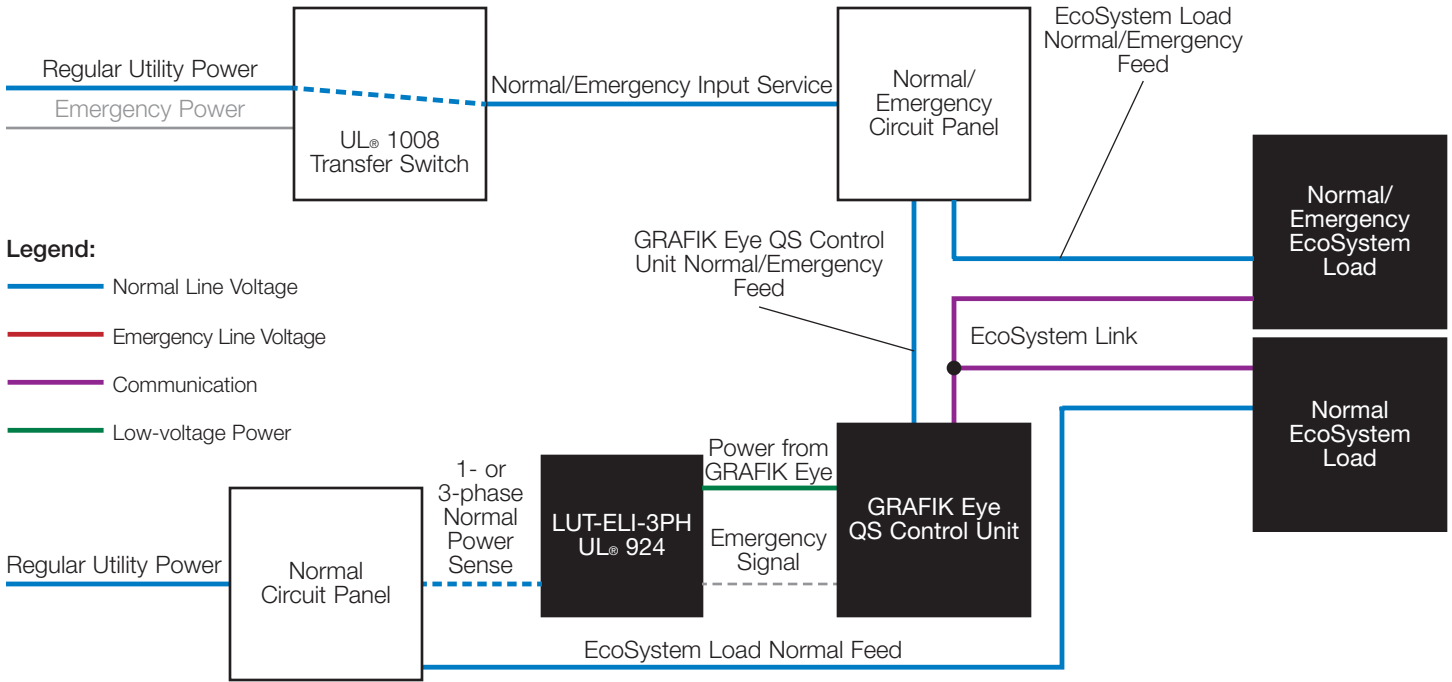 Regular Utility Power
Emergency Power
UL® 1008
Transfer Switch
Normal/Emergency Input Service
Normal/
Emergency
Circuit Panel
EcoSystem Load
Normal/Emergency
Feed
Normal/
Emergency
EcoSystem
Load
Legend:
Normal Line Voltage
Emergency Line Voltage
Communication
Low-voltage Power
GRAFIK Eye QS Control
Unit Normal/Emergency
Feed
EcoSystem Link
Normal
EcoSystem
Load
Regular Utility Power
Normal
Circuit Panel
1- or
3-phase
Normal
Power
Sense
LUT-ELI-3PH
UL® 924
Power from
GRAFIK Eye
Emergency
Signal
GRAFIK Eye
QS Control Unit
EcoSystem Load Normal Feed